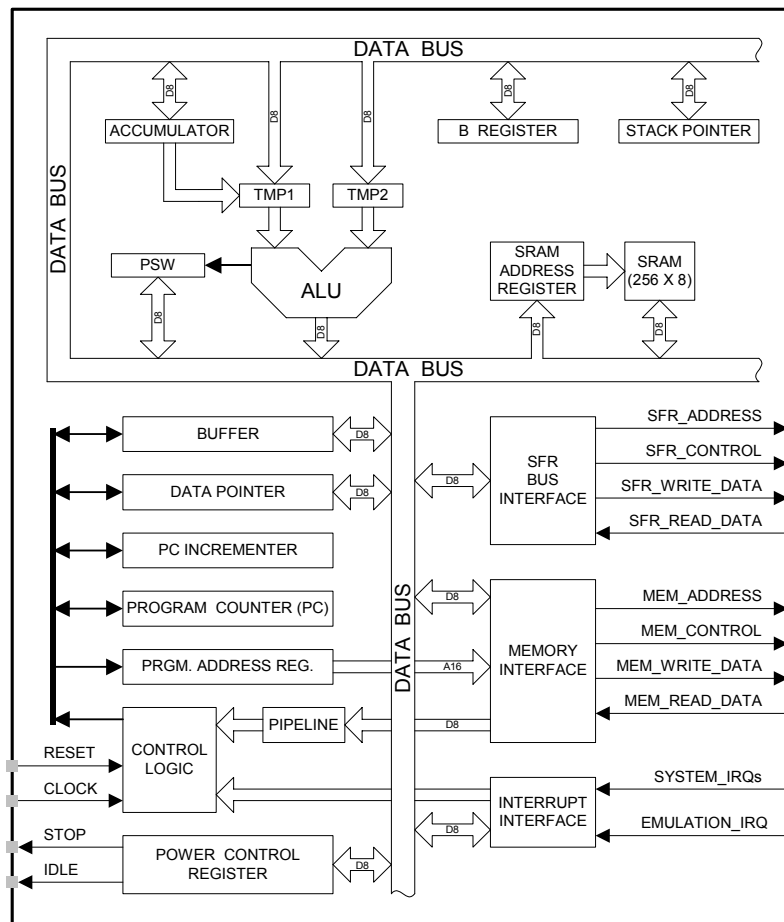 DATA BUS
D8
D8
D8
D8
D8
ACCUMULATOR
B REGISTER
STACK POINTER
DATA BUS
TMP1
TMP2
PSW
ALU
SRAM
ADDRESS
REGISTER
SRAM
(256 X 8)
D8
D8
D8
D8
DATA BUS
BUFFER
D8
DATA POINTER
D8
PC INCREMENTER
PROGRAM COUNTER (PC)
PRGM. ADDRESS REG.
A16
DATA BUS
D8
SFR
BUS
INTERFACE
SFR_ADDRESS
SFR_CONTROL
SFR_WRITE_DATA
SFR_READ_DATA
D8
MEMORY
INTERFACE
MEM_ADDRESS
MEM_CONTROL
MEM_WRITE_DATA
MEM_READ_DATA
CONTROL
LOGIC
PIPELINE
D8
RESET
CLOCK
INTERRUPT
INTERFACE
SYSTEM_IRQs
EMULATION_IRQ
D8
STOP
IDLE
POWER CONTROL
REGISTER
D8